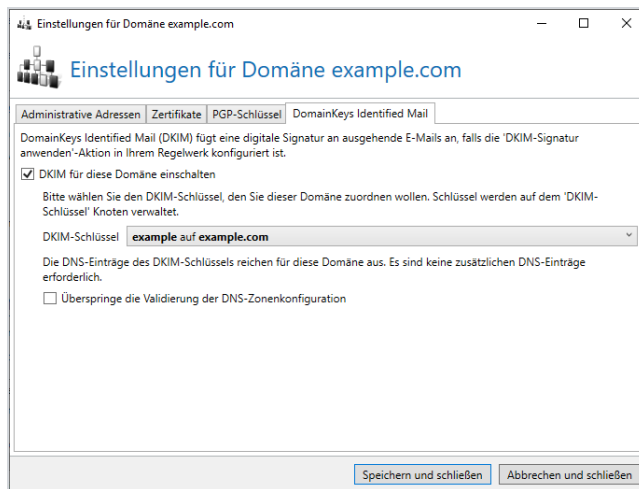 Einstellungen für Domäne example.com
Einstellungen für Domäne example.com
Administrative Adressen Zertifikate PGP-Schlüssel DomainKeys Identified Mail
DomainKeys Identified Mail (DKIM) fügt eine digitale Signatur an ausgehende E-Mails an, falls die 'DKIM-Signatur
anwenden'-Aktion in Ihrem Regelwerk konfiguriert ist.
DKIM für diese Domäne einschalten
Bitte wählen Sie den DKIM-Schlüssel, den Sie dieser Domäne zuordnen wollen. Schlüssel werden auf dem 'DKIM-
Schlüssel' Knoten verwaltet.
DKIM-Schlüssel example auf example.com
Die DNS-Einträge des DKIM-Schlüssels reichen für diese Domäne aus. Es sind keine zusätzlichen DNS-Einträge
erforderlich.
Überspringe die Validierung der DNS-Zonenkonfiguration
Speichern und schließen Abbrechen und schließen